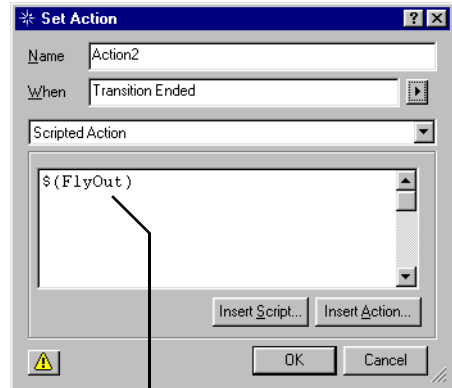 Set Action
Name Action2
When Transition Ended
Scripted Action
$(FlyOut)
Insert Script... Insert Action...
OK Cancel